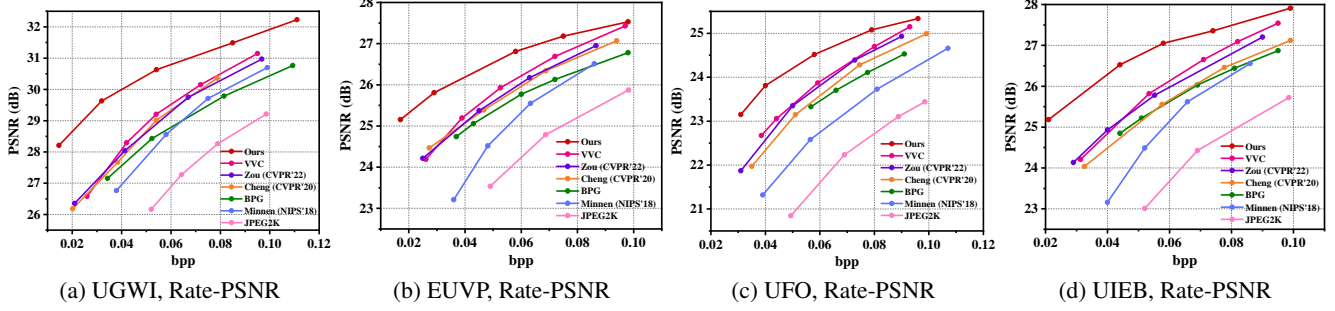 PSNR (dB)
32
31
30
29
28
27
26
0.02 0.04 0.06 0.08 0.10 0.12
bpp
Ours
VVC
Zou (CVPR'22)
Cheng (CVPR'20)
BPG
Minnen (NIPS'18)
JPEG2K
(a) UGWI, Rate-PSNR
PSNR (dB)
28
27
26
25
24
23
0.02 0.04 0.06 0.08 0.10
bpp
Ours
VVC
Zou (CVPR'22)
Cheng (CVPR'20)
BPG
Minnen (NIPS'18)
JPEG2K
(b) EUVP, Rate-PSNR
PSNR (dB)
25
24
23
22
21
0.02 0.04 0.06 0.08 0.10 0.12
bpp
Ours
VVC
Zou (CVPR'22)
Cheng (CVPR'20)
BPG
Minnen (NIPS'18)
JPEG2K
(c) UFO, Rate-PSNR
PSNR (dB)
28
27
26
25
24
23
0.02 0.04 0.06 0.08 0.10
bpp
Ours
VVC
Zou (CVPR'22)
Cheng (CVPR'20)
BPG
Minnen (NIPS'18)
JPEG2K
(d) UIEB, Rate-PSNR